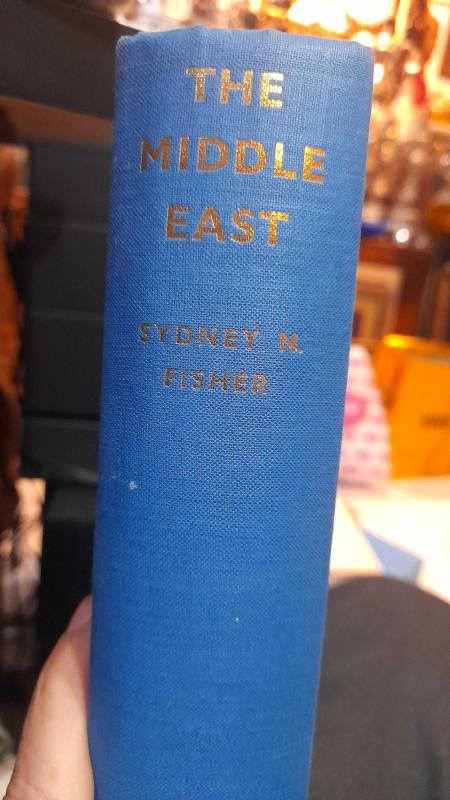 THE
MIDDLE
EAST
SYDNEY N.
FISHER